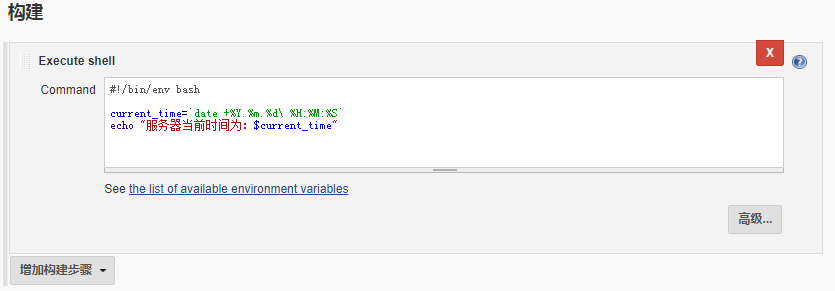 构建
Execute shell
X
Command
#!/bin/env bash
current_time=`date +%Y.%m.%d\ %H:%M:%S`
echo "服务器当前时间为：$current_time"
See the list of available environment variables
高级...
增加构建步骤